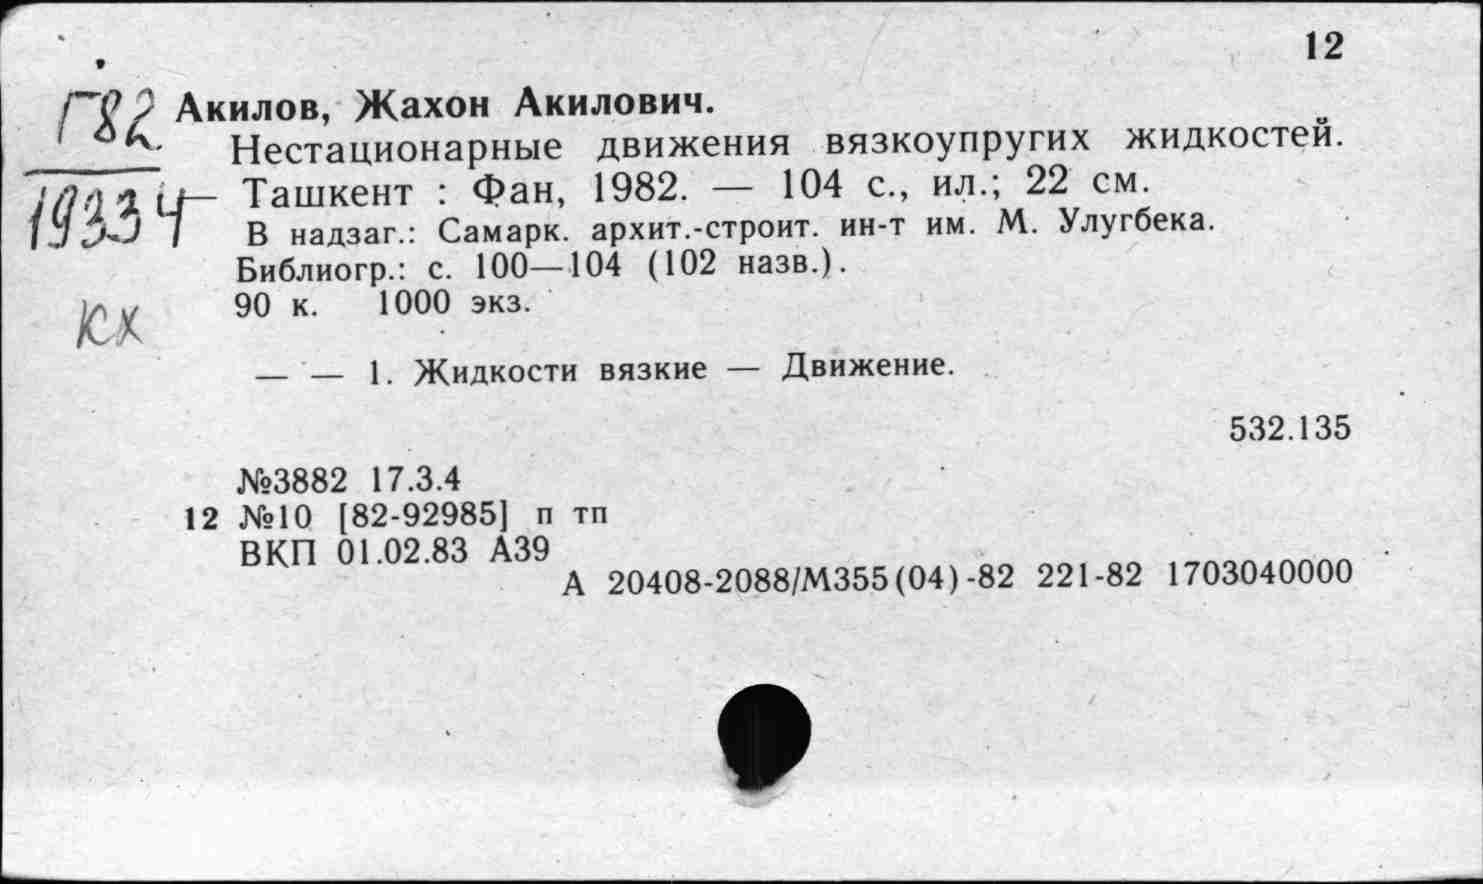 12
Г82
19334
кх
Акилов, Жахон Акилович.
Нестационарные движения вязкоупругих жидкостей.
— Ташкент : Фан, 1982. — 104 с., ил.; 22 см.
В надзаг.: Самарк. архит.-строит. ин-т им. М. Улугбека.
Библиогр.: с. 100—104 (102 назв.).
90 к. 1000 экз.
— — 1. Жидкости вязкие — Движение.
532.135
№3882 17.3.4
12 №10 [82-92985] п тп
ВКП 01.02.83 А39
А 20408-2088/М355(04)-82 221-82 1703040000